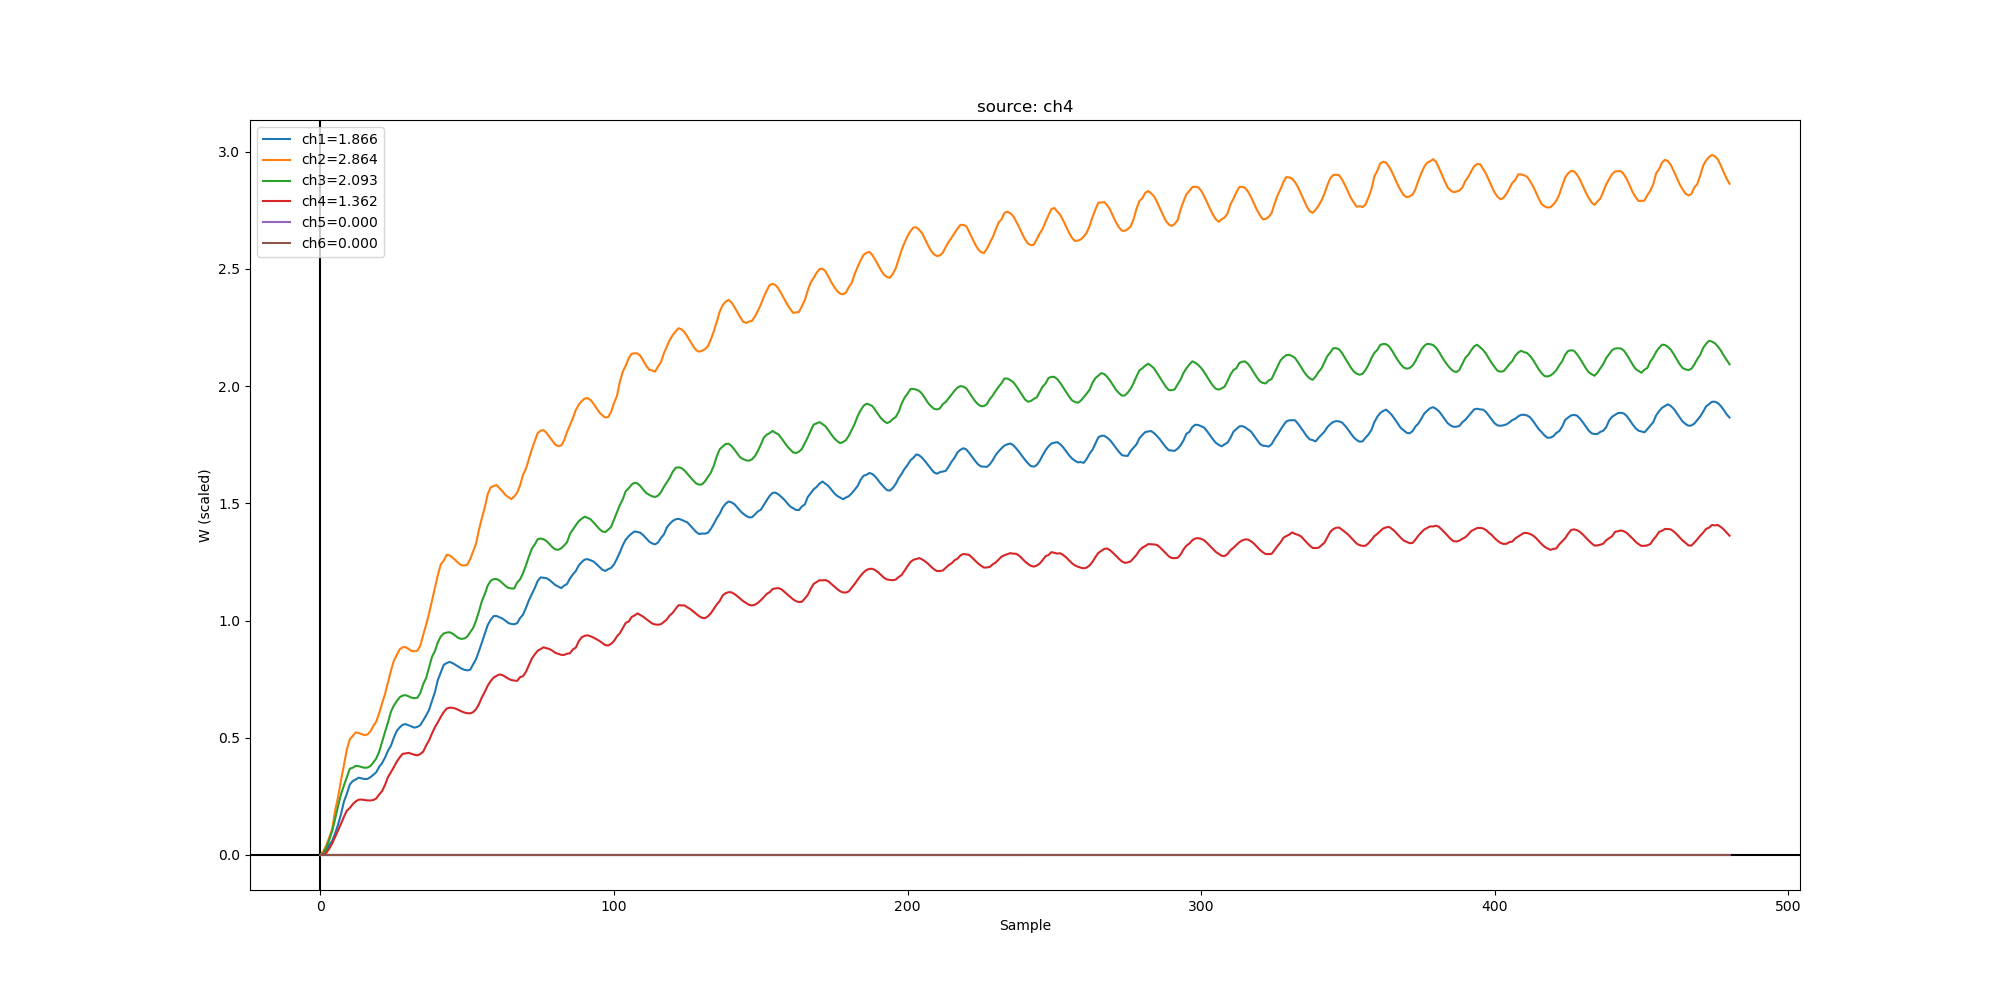 source: ch4
ch1=1.866
ch2=2.864
ch3=2.093
ch4=1.362
ch5=0.000
ch6=0.000
3.0
2.5
2.0
1.5
1.0
0.5
0.0
W (scaled)
0 100 200 300 400 500
Sample